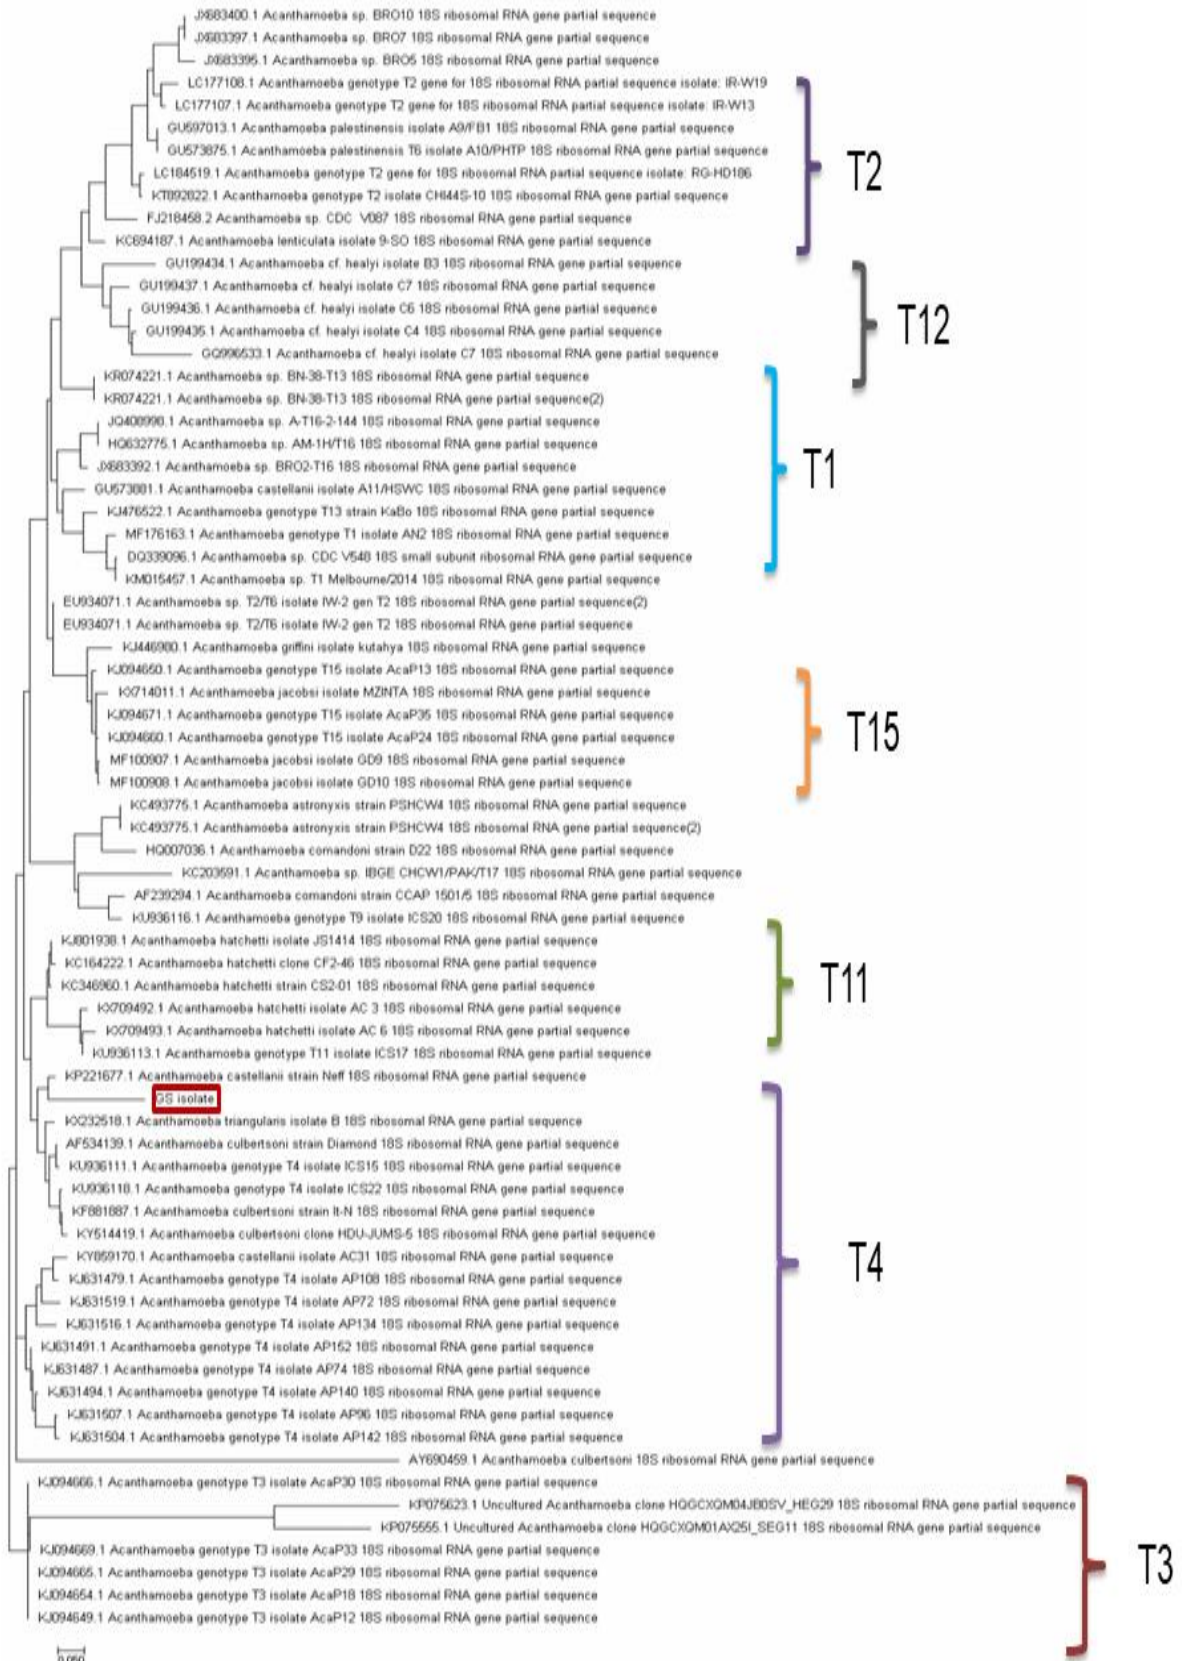 JX683400.1 Acanthamoeba sp. BRO10 18S ribosomal RNA gene partial sequence
JX683397.1 Acanthamoeba sp. BRO7 18S ribosomal RNA gene partial sequence
JX683395.1 Acanthamoeba sp. BRO5 18S ribosomal RNA gene partial sequence
LC177108.1 Acanthamoeba genotype T2 gene for 18S ribosomal RNA partial sequence isolate: IR-W19
LC177107.1 Acanthamoeba genotype T2 gene for 18S ribosomal RNA partial sequence isolate: IR-W13
GU597013.1 Acanthamoeba palestinensis isolate A9/FB1 18S ribosomal RNA gene partial sequence
GU573875.1 Acanthamoeba palestinensis T6 isolate A10/PHTP 18S ribosomal RNA gene partial sequence
T2
LC184519.1 Acanthamoeba genotype T2 gene for 18S ribosomal RNA partial sequence isolate: RG-HD186
KT892822.1 Acanthamoeba genotype T2 isolate CHI44S-10 18S ribosomal RNA gene partial sequence
FJ218458.2 Acanthamoeba sp. CDC V087 18S ribosomal RNA gene partial sequence
KC694187.1 Acanthamoeba lenticulata isolate 9-SO 18S ribosomal RNA gene partial sequence
GU199434.1 Acanthamoeba cf. healyi isolate B3 18S ribosomal RNA gene partial sequence
GU199437.1 Acanthamoeba cf. healyi isolate C7 18S ribosomal RNA gene partial sequence
GU199436.1 Acanthamoeba cf. healyi isolate C6 18S ribosomal RNA gene partial sequence
T12
GU199435.1 Acanthamoeba cf. healyi isolate C4 18S ribosomal RNA gene partial sequence
GQ996533.1 Acanthamoeba cf. healyi isolate C7 18S ribosomal RNA gene partial sequence
KR074221.1 Acanthamoeba sp. BN-38-T13 18S ribosomal RNA gene partial sequence
KR074221.1 Acanthamoeba sp. BN-38-T13 18S ribosomal RNA gene partial sequence(2)
JQ408998.1 Acanthamoeba sp. A-T16-2-144 18S ribosomal RNA gene partial sequence
HQ632775.1 Acanthamoeba sp. AM-1H/T16 18S ribosomal RNA gene partial sequence
JX683392.1 Acanthamoeba sp. BRO2-T16 18S ribosomal RNA gene partial sequence
T1
GU573881.1 Acanthamoeba castellanii isolate A11/HSWC 18S ribosomal RNA gene partial sequence
KJ476522.1 Acanthamoeba genotype T13 strain KaBo 18S ribosomal RNA gene partial sequence
MF176163.1 Acanthamoeba genotype T1 isolate AN2 18S ribosomal RNA gene partial sequence
DQ339096.1 Acanthamoeba sp. CDC V548 18S small subunit ribosomal RNA gene partial sequence
KM015457.1 Acanthamoeba sp. T1 Melbourne/2014 18S ribosomal RNA gene partial sequence
EU934071.1 Acanthamoeba sp. T2/T6 isolate IW-2 gen T2 18S ribosomal RNA gene partial sequence(2)
EU934071.1 Acanthamoeba sp. T2/T6 isolate IW-2 gen T2 18S ribosomal RNA gene partial sequence
KJ446980.1 Acanthamoeba griffini isolate kutahya 18S ribosomal RNA gene partial sequence
KJ094650.1 Acanthamoeba genotype T15 isolate AcaP13 18S ribosomal RNA gene partial sequence
KX714011.1 Acanthamoeba jacobsi isolate MZINTA 18S ribosomal RNA gene partial sequence
KJ094671.1 Acanthamoeba genotype T15 isolate AcaP35 18S ribosomal RNA gene partial sequence
T15
KJ094660.1 Acanthamoeba genotype T15 isolate AcaP24 18S ribosomal RNA gene partial sequence
MF100907.1 Acanthamoeba jacobsi isolate GD9 18S ribosomal RNA gene partial sequence
MF100908.1 Acanthamoeba jacobsi isolate GD10 18S ribosomal RNA gene partial sequence
KC493775.1 Acanthamoeba astronyxis strain PSHCW4 18S ribosomal RNA gene partial sequence
KC493775.1 Acanthamoeba astronyxis strain PSHCW4 18S ribosomal RNA gene partial sequence(2)
HQ007036.1 Acanthamoeba comandoni strain D22 18S ribosomal RNA gene partial sequence
KC203591.1 Acanthamoeba sp. IBGE CHCW1/PAK/T17 18S ribosomal RNA gene partial sequence
AF239294.1 Acanthamoeba comandoni strain CCAP 1501/5 18S ribosomal RNA gene partial sequence
KU936116.1 Acanthamoeba genotype T9 isolate ICS20 18S ribosomal RNA gene partial sequence
KJ801938.1 Acanthamoeba hatchetti isolate JS1414 18S ribosomal RNA gene partial sequence
KC164222.1 Acanthamoeba hatchetti clone CF2-46 18S ribosomal RNA gene partial sequence
KC346960.1 Acanthamoeba hatchetti strain CS2-01 18S ribosomal RNA gene partial sequence
T11
KX709492.1 Acanthamoeba hatchetti isolate AC 3 18S ribosomal RNA gene partial sequence
KX709493.1 Acanthamoeba hatchetti isolate AC 6 18S ribosomal RNA gene partial sequence
KU936113.1 Acanthamoeba genotype T11 isolate ICS17 18S ribosomal RNA gene partial sequence
KP221677.1 Acanthamoeba castellanii strain Neff 18S ribosomal RNA gene partial sequence
GS isolate
KX232518.1 Acanthamoeba triangularis isolate B 18S ribosomal RNA gene partial sequence
AF534139.1 Acanthamoeba culbertsoni strain Diamond 18S ribosomal RNA gene partial sequence
KU936111.1 Acanthamoeba genotype T4 isolate ICS15 18S ribosomal RNA gene partial sequence
KU936118.1 Acanthamoeba genotype T4 isolate ICS22 18S ribosomal RNA gene partial sequence
KF881887.1 Acanthamoeba culbertsoni strain It-N 18S ribosomal RNA gene partial sequence
KY514419.1 Acanthamoeba culbertsoni clone HDU-JUMS-5 18S ribosomal RNA gene partial sequence
KY859170.1 Acanthamoeba castellanii isolate AC31 18S ribosomal RNA gene partial sequence
T4
KJ631479.1 Acanthamoeba genotype T4 isolate AP108 18S ribosomal RNA gene partial sequence
KJ631519.1 Acanthamoeba genotype T4 isolate AP72 18S ribosomal RNA gene partial sequence
KJ631516.1 Acanthamoeba genotype T4 isolate AP134 18S ribosomal RNA gene partial sequence
KJ631491.1 Acanthamoeba genotype T4 isolate AP152 18S ribosomal RNA gene partial sequence
KJ631487.1 Acanthamoeba genotype T4 isolate AP74 18S ribosomal RNA gene partial sequence
KJ631494.1 Acanthamoeba genotype T4 isolate AP140 18S ribosomal RNA gene partial sequence
KJ631507.1 Acanthamoeba genotype T4 isolate AP96 18S ribosomal RNA gene partial sequence
KJ631504.1 Acanthamoeba genotype T4 isolate AP142 18S ribosomal RNA gene partial sequence
AY690459.1 Acanthamoeba culbertsoni 18S ribosomal RNA gene partial sequence
KJ094666.1 Acanthamoeba genotype T3 isolate AcaP30 18S ribosomal RNA gene partial sequence
KP075623.1 Uncultured Acanthamoeba clone HQGCXQM04JB0SV_HEG29 18S ribosomal RNA gene partial sequence
KP075555.1 Uncultured Acanthamoeba clone HQGCXQM01AX25I_SEG11 18S ribosomal RNA gene partial sequence
KJ094669.1 Acanthamoeba genotype T3 isolate AcaP33 18S ribosomal RNA gene partial sequence
T3
KJ094665.1 Acanthamoeba genotype T3 isolate AcaP29 18S ribosomal RNA gene partial sequence
KJ094654.1 Acanthamoeba genotype T3 isolate AcaP18 18S ribosomal RNA gene partial sequence
KJ094649.1 Acanthamoeba genotype T3 isolate AcaP12 18S ribosomal RNA gene partial sequence
0.050